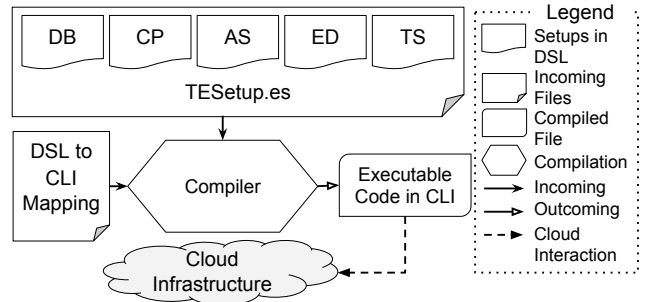 DB CP AS ED TS
TESetup.es
DSL to
CLI
Mapping
Compiler
Executable
Code in CLI
Cloud
Infrastructure
Legend
Setups in
DSL
Incoming
Files
Compiled
File
Compilation
Incoming
Outcoming
Cloud
Interaction